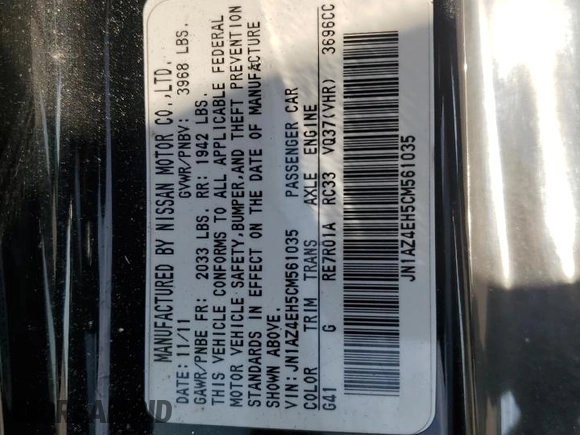 MANUFACTURED BY NISSAN MOTOR CO.,LTD.
DATE: 11/11 GVWR/PNBV: 3968 LBS.
GAWR/PNBE FR: 2033 LBS. RR: 1942 LBS.
THIS VEHICLE CONFORMS TO ALL APPLICABLE FEDERAL
MOTOR VEHICLE SAFETY,BUMPER,AND THEFT PREVENTION
STANDARDS IN EFFECT ON THE DATE OF MANUFACTURE
SHOWN ABOVE.
VIN: JN1AZ4EH5CM561035 PASSENGER CAR
COLOR TRIM TRANS AXLE ENGINE
G41 G RE7R01A RC33 VQ37(VHR) 3696CC
JN1AZ4EH5CM561035